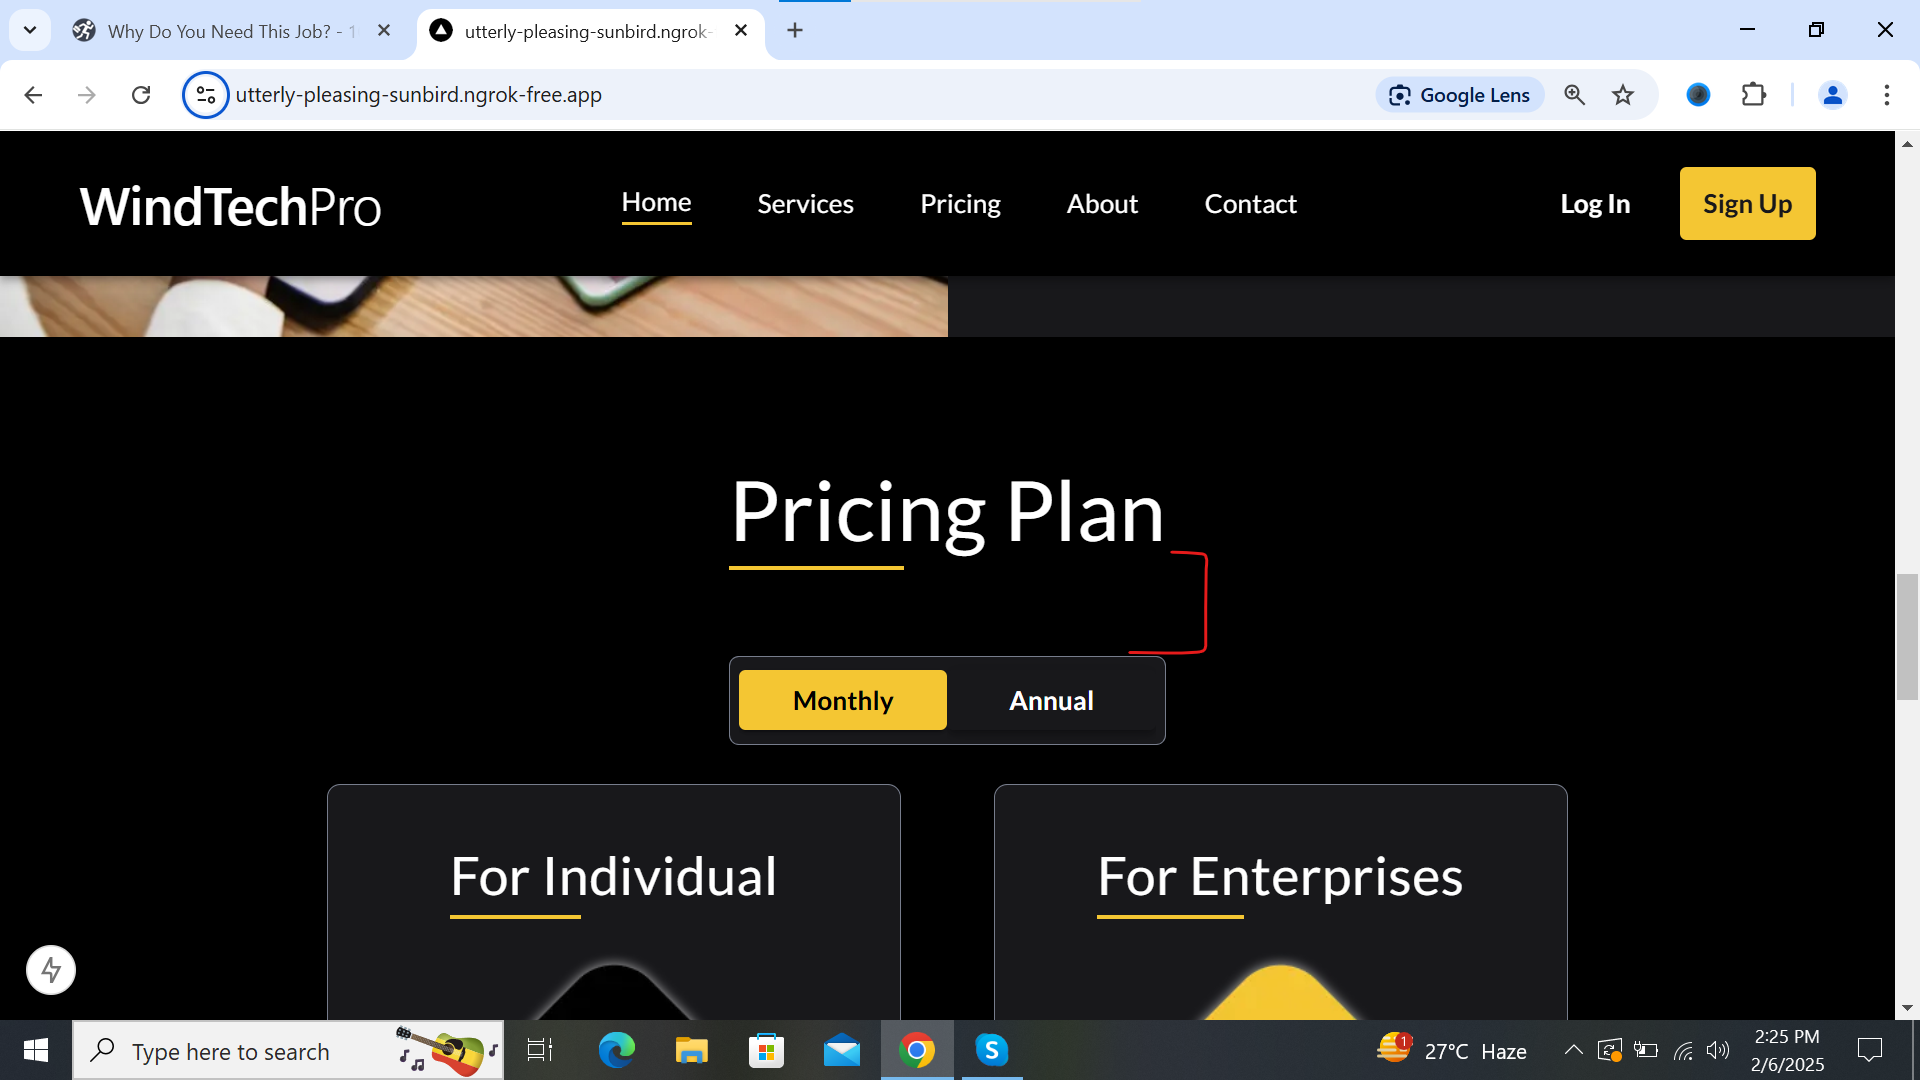 Why Do You Need This Job? -
utterly-pleasing-sunbird.ngrok-
utterly-pleasing-sunbird.ngrok-free.app
Google Lens
WindTechPro
Home
Services
Pricing
About
Contact
Log In
Sign Up
Pricing Plan
Monthly
Annual
For Individual
For Enterprises
Type here to search
S
1
27°C Haze
2:25 PM
2/6/2025